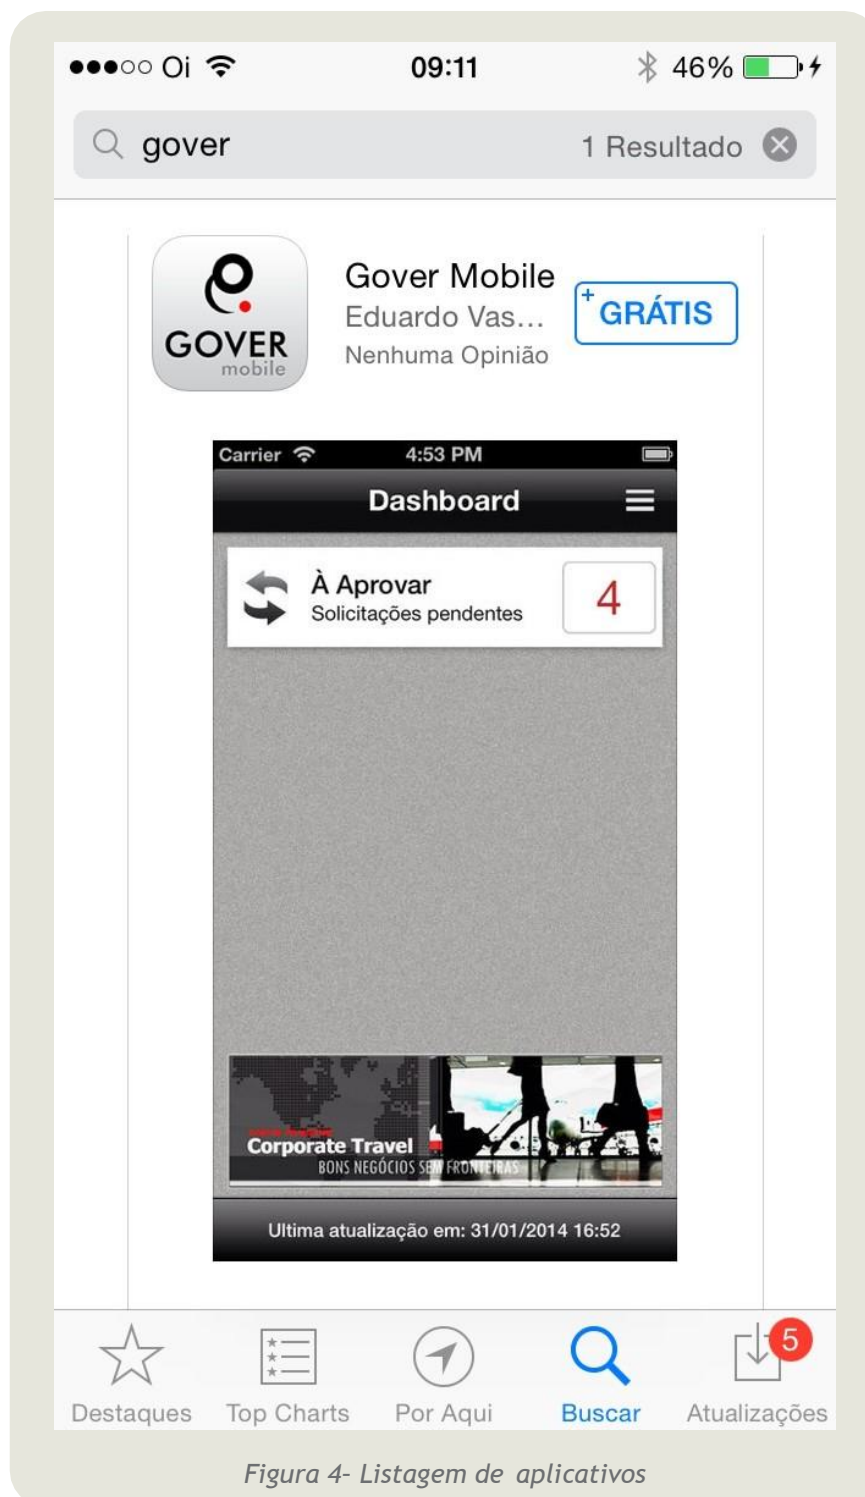 Oi 09:11 46%
gover 1 Resultado
GOVER
mobile
Gover Mobile
Eduardo Vas...
Nenhuma Opinião
+GRÁTIS
Carrier 4:53 PM
Dashboard
À Aprovar
Solicitações pendentes
4
Corporate Travel
BONS NEGÓCIOS SEM FRONTEIRAS
Ultima atualização em: 31/01/2014 16:52
5
Destaques Top Charts Por Aqui Buscar Atualizações
Figura 4- Listagem de aplicativos